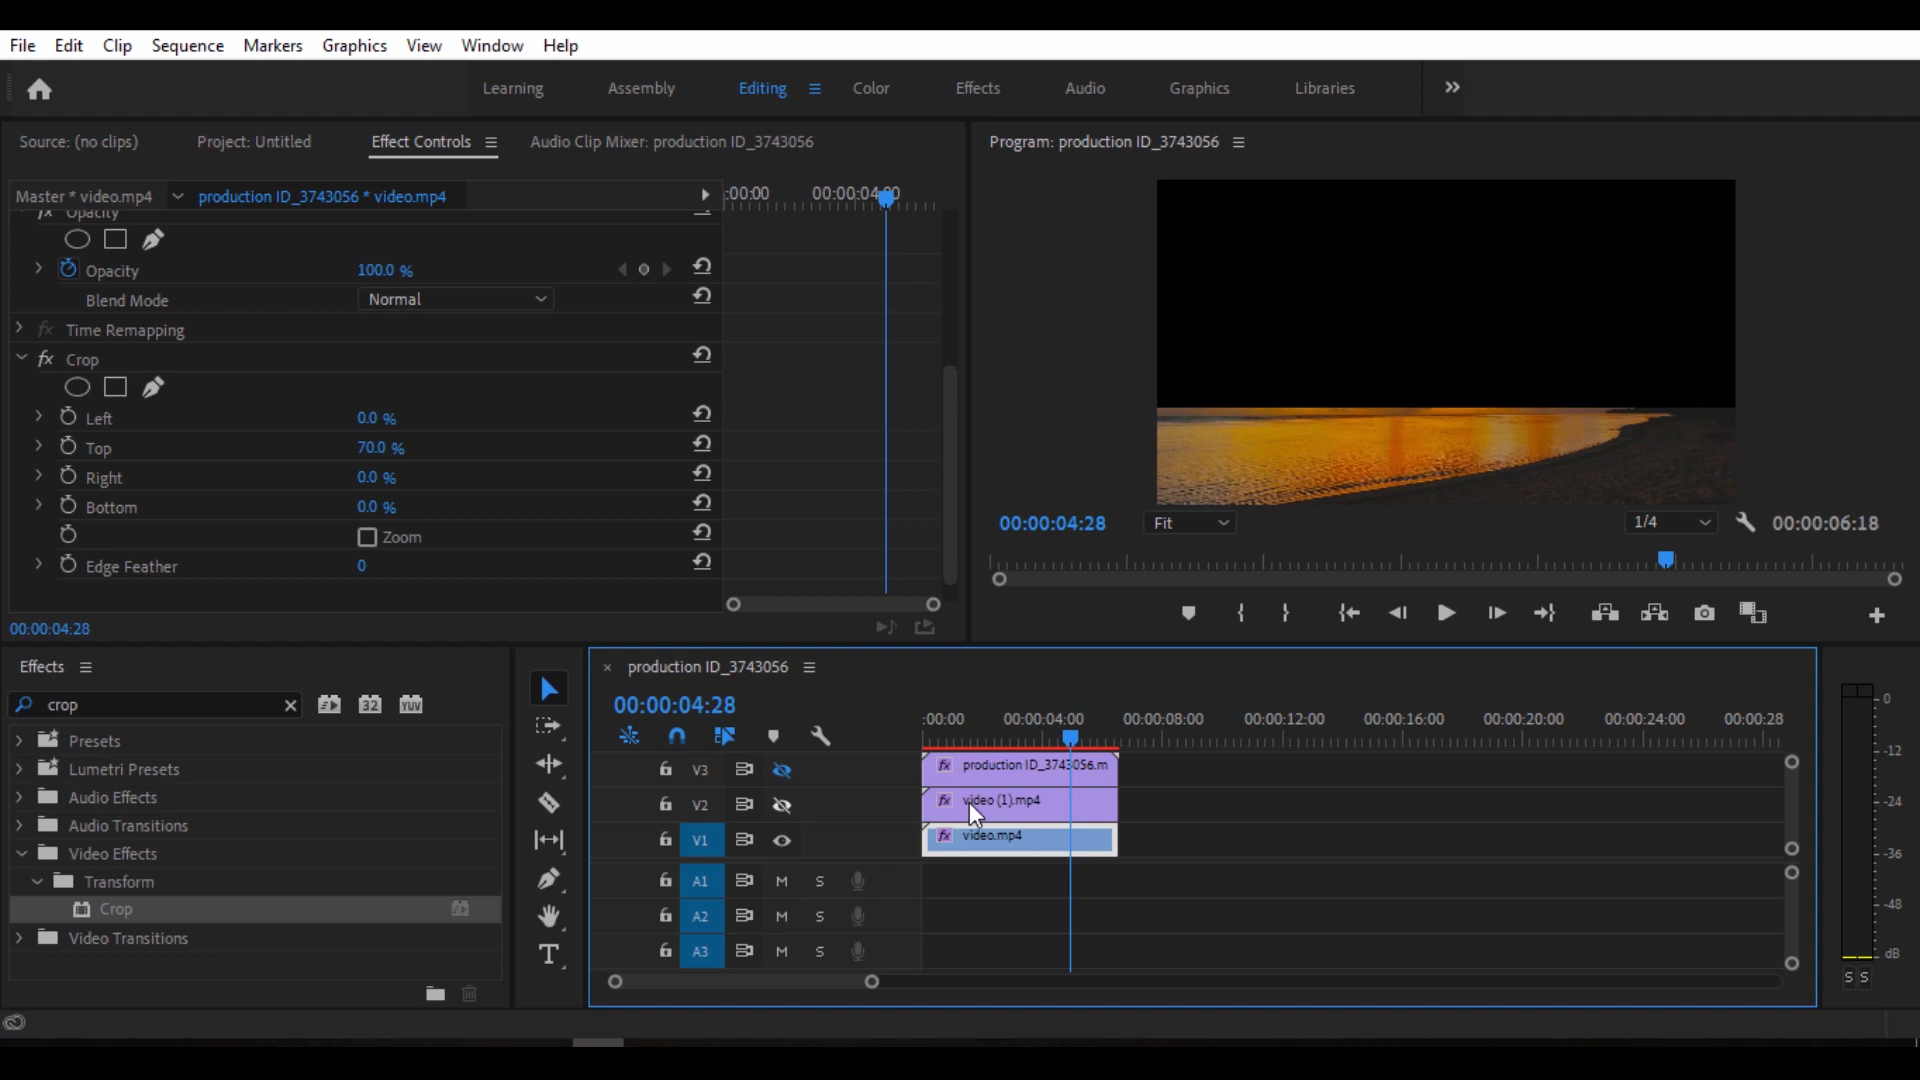 File Edit Clip Sequence Markers Graphics View Window Help
Learning Assembly Editing Color Effects Audio Graphics Libraries
Source: (no clips) Project: Untitled Effect Controls Audio Clip Mixer: production ID_3743056
Program: production ID_3743056
Master * video.mp4 production ID_3743056 * video.mp4
:00:00 00:00:04:00
Opacity
Opacity 100.0 %
Blend Mode Normal
fx Time Remapping
fx Crop
Left 0.0 %
Top 70.0 %
Right 0.0 %
Bottom 0.0 %
Zoom
Edge Feather 0
00:00:04:28
00:00:04:28 Fit 1/4 00:00:06:18
Effects
crop
32 YUV
Presets
Lumetri Presets
Audio Effects
Audio Transitions
Video Effects
Transform
Crop
Video Transitions
T
× production ID_3743056
00:00:04:28
:00:00 00:00:04:00 00:00:08:00 00:00:12:00 00:00:16:00 00:00:20:00 00:00:24:00 00:00:28
V3 fx production ID_3743056.m
V2 fx video (1).mp4
V1 fx video.mp4
A1 M S
A2 M S
A3 M S
0
-12
-24
-36
-48
dB
S S